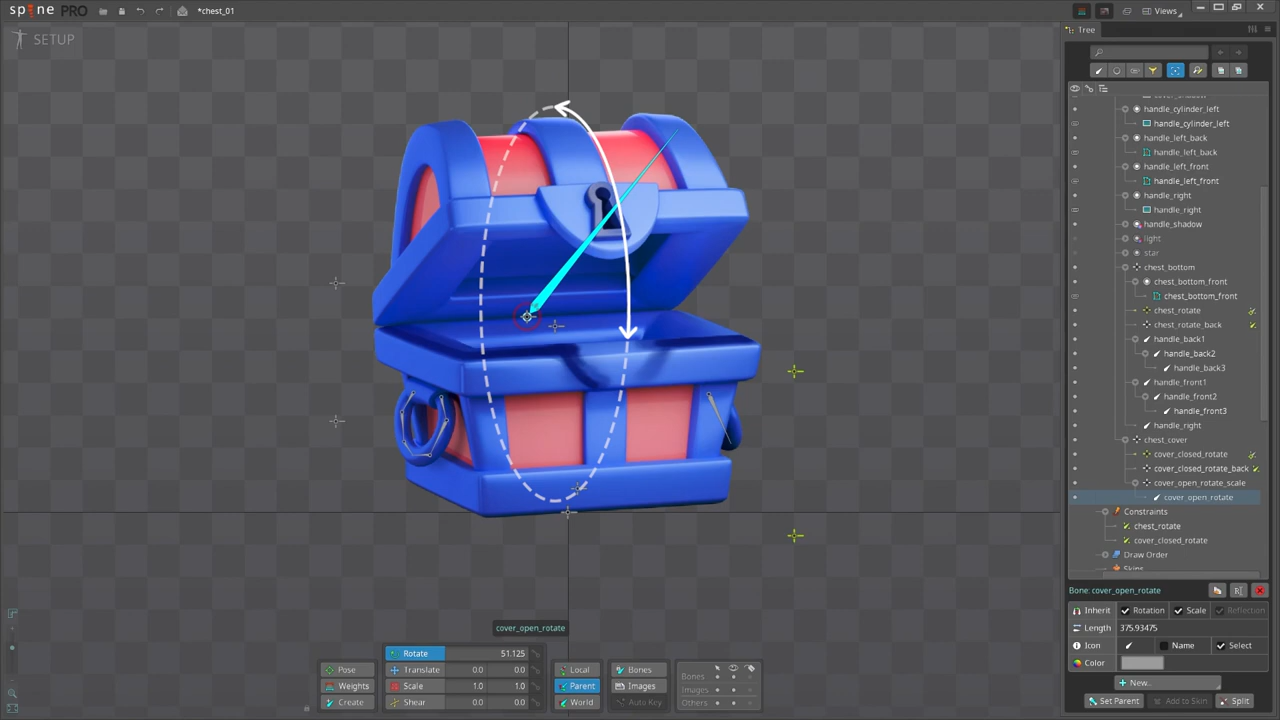 spine PRO
*chest_01
Views
SETUP
Tree
handle_cylinder_left
handle_cylinder_left
handle_left_back
handle_left_back
handle_left_front
handle_left_front
handle_right
handle_right
handle_shadow
light
star
chest_bottom
chest_bottom_front
chest_bottom_front
chest_rotate
chest_rotate_back
handle_back1
handle_back2
handle_back3
handle_front1
handle_front2
handle_front3
handle_right
chest_cover
cover_closed_rotate
cover_closed_rotate_back
cover_open_rotate_scale
cover_open_rotate
Constraints
chest_rotate
cover_closed_rotate
Draw Order
Skins
Bone: cover_open_rotate
Inherit Rotation Scale Reflection
Length 375.93475
Icon Name Select
Color
New...
Set Parent Add to Skin Split
cover_open_rotate
Pose
Weights
Create
Rotate 51.125
Translate 0.0 0.0
Scale 1.0 1.0
Shear 0.0 0.0
Local
Parent
World
Bones
Images
Auto Key
Bones
Images
Others